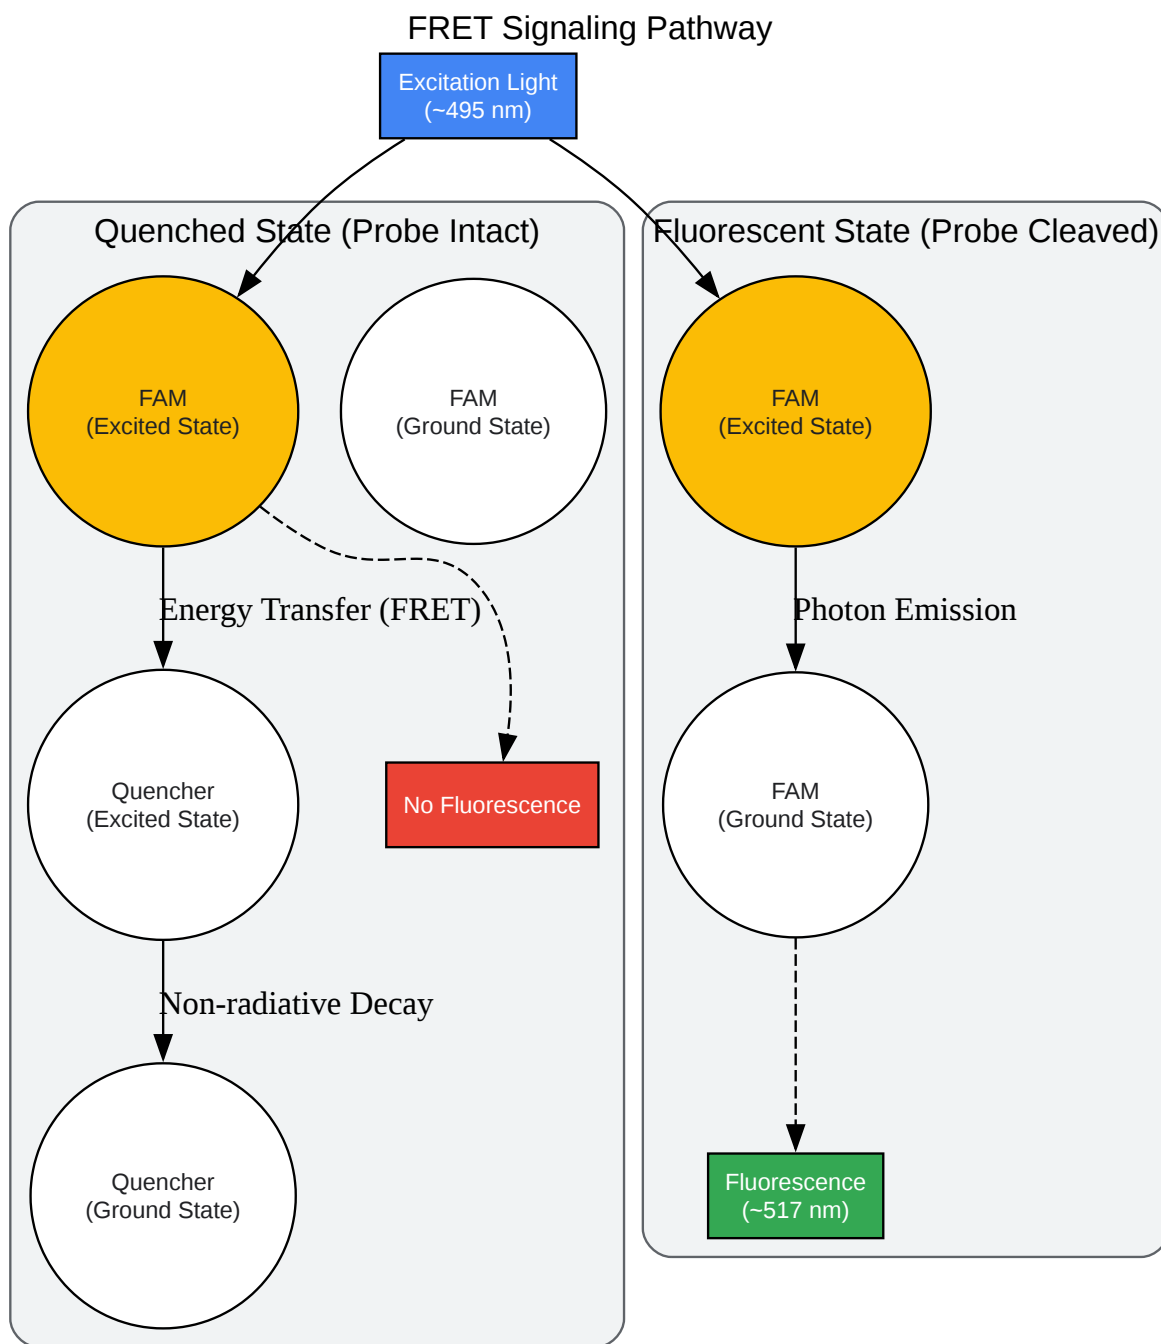 FRET Signaling Pathway
Excitation Light
(~495 nm)
Quenched State (Probe Intact)
FAM
(Excited State)
FAM
(Ground State)
Energy Transfer (FRET)
Quencher
(Excited State)
No Fluorescence
Non-radiative Decay
Quencher
(Ground State)
Fluorescent State (Probe Cleaved)
FAM
(Excited State)
Photon Emission
FAM
(Ground State)
Fluorescence
(~517 nm)